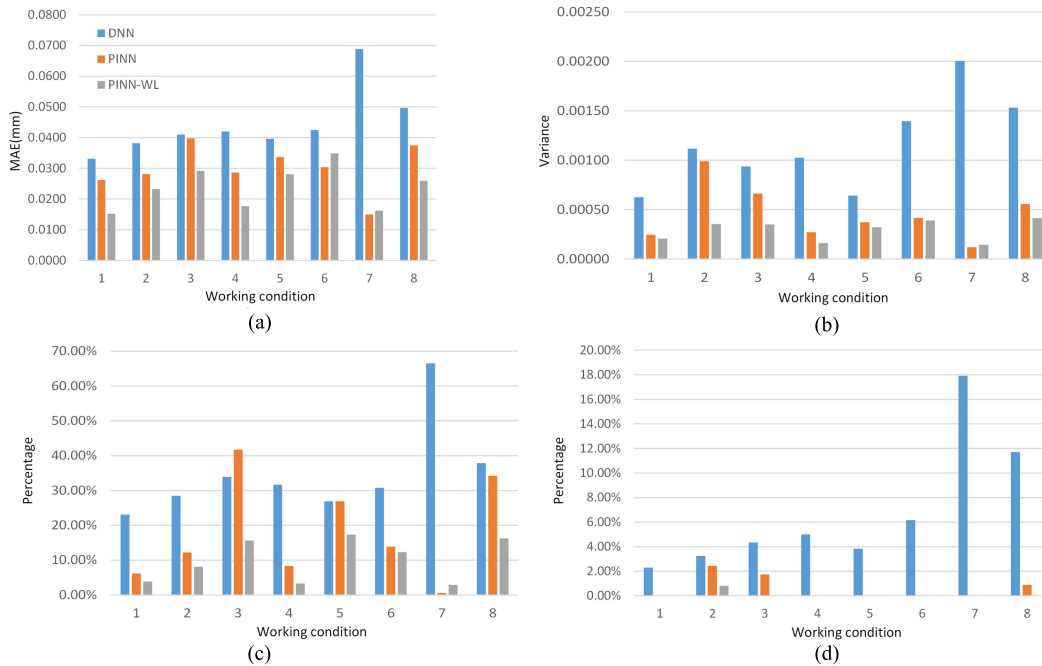 0.0800
0.0700
0.0600
0.0500
0.0400
0.0300
0.0200
0.0100
0.0000
MAE(mm)
DNN
PINN
PINN-WL
1 2 3 4 5 6 7 8
Working condition
(a)
0.00250
0.00200
0.00150
0.00100
0.00050
0.00000
Variance
1 2 3 4 5 6 7 8
Working condition
(b)
70.00%
60.00%
50.00%
40.00%
30.00%
20.00%
10.00%
0.00%
Percentage
1 2 3 4 5 6 7 8
Working condition
(c)
20.00%
18.00%
16.00%
14.00%
12.00%
10.00%
8.00%
6.00%
4.00%
2.00%
0.00%
Percentage
1 2 3 4 5 6 7 8
Working condition
(d)